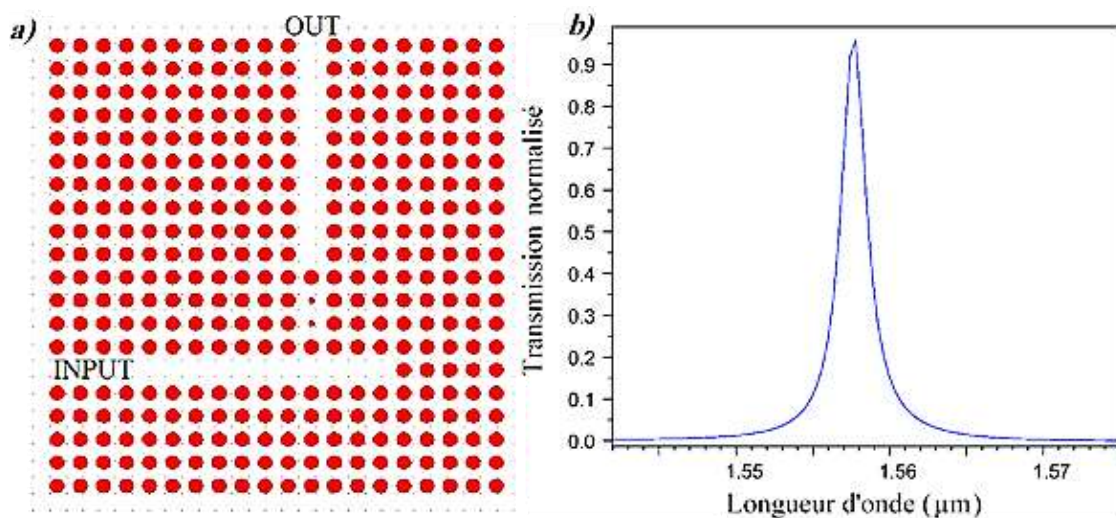 a)
OUT
INPUT
b)
Transmission normalisé
0.9
0.8
0.7
0.6
0.5
0.4
0.3
0.2
0.1
0.0
1.55
1.56
1.57
Longueur d'onde (µm)